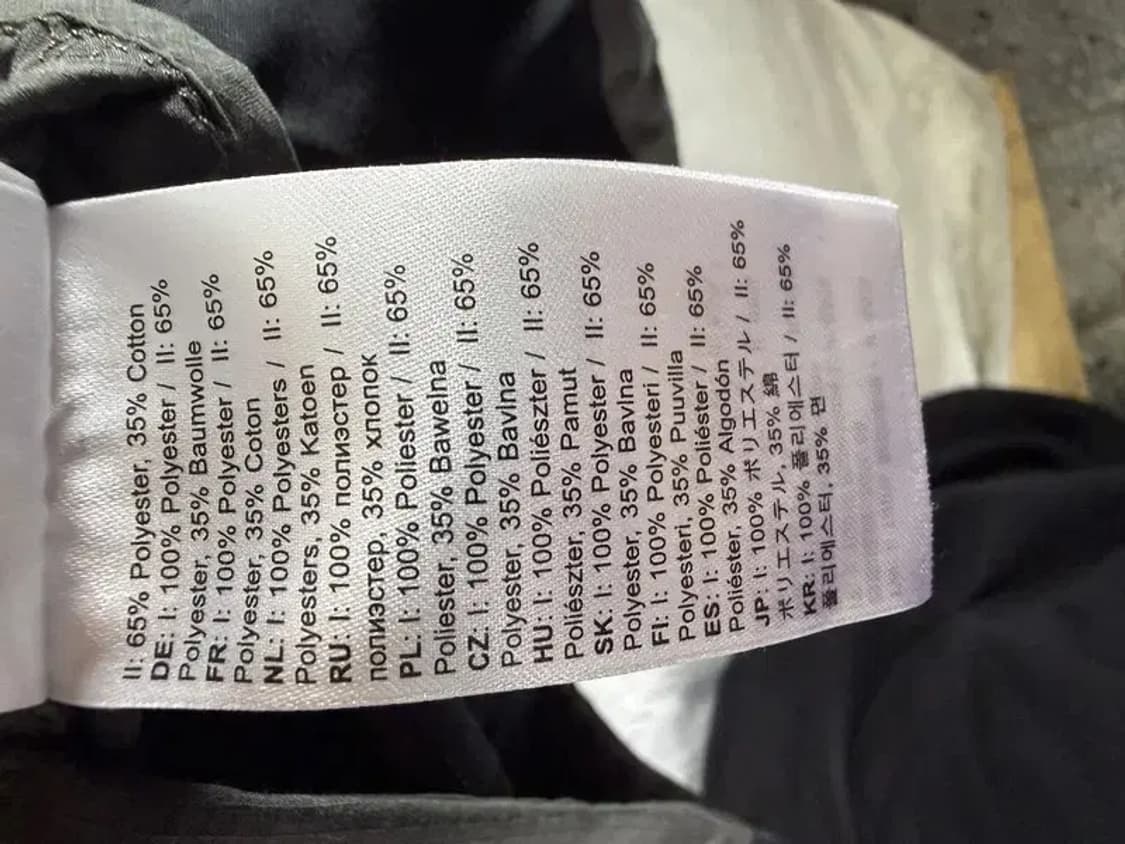 II: 65% Polyester, 35% Cotton
DE: I: 100% Polyester / II: 65%
Polyester, 35% Baumwolle
FR: I: 100% Polyester / II: 65%
Polyester, 35% Coton
NL: I: 100% Polyesters / II: 65%
Polyesters, 35% Katoen
RU: I: 100% полиэстер / II: 65%
полиэстер, 35% хлопок
PL: I: 100% Poliester / II: 65%
Poliester, 35% Bawełna
CZ: I: 100% Polyester / II: 65%
Polyester, 35% Bavlna
HU: I: 100% Poliészter / II: 65%
Poliészter, 35% Pamut
SK: I: 100% Polyester / II: 65%
Polyester, 35% Bavlna
FI: I: 100% Polyesteri / II: 65%
Polyesteri, 35% Puuvilla
ES: I: 100% Poliéster / II: 65%
Poliéster, 35% Algodón
JP: I: 100% ポリエステル / II: 65%
ポリエステル, 35% 綿
KR: I: 100% 폴리에스터 / II: 65%
폴리에스터, 35% 면